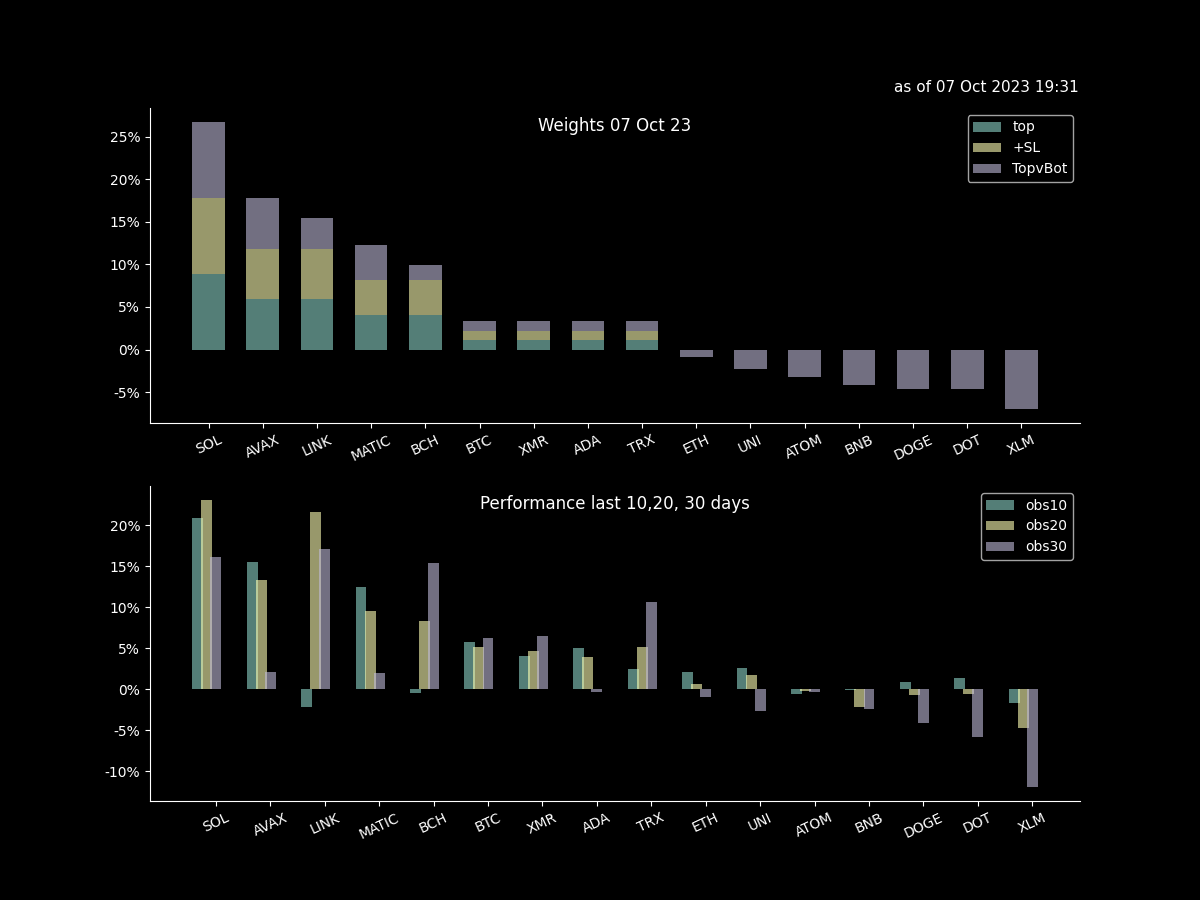 as of 07 Oct 2023 19:31
Weights 07 Oct 23
top
+SL
TopvBot
25%
20%
15%
10%
5%
0%
-5%
SOL AVAX LINK MATIC BCH BTC XMR ADA TRX ETH UNI ATOM BNB DOGE DOT XLM
Performance last 10,20, 30 days
obs10
obs20
obs30
20%
15%
10%
5%
0%
-5%
-10%
SOL AVAX LINK MATIC BCH BTC XMR ADA TRX ETH UNI ATOM BNB DOGE DOT XLM